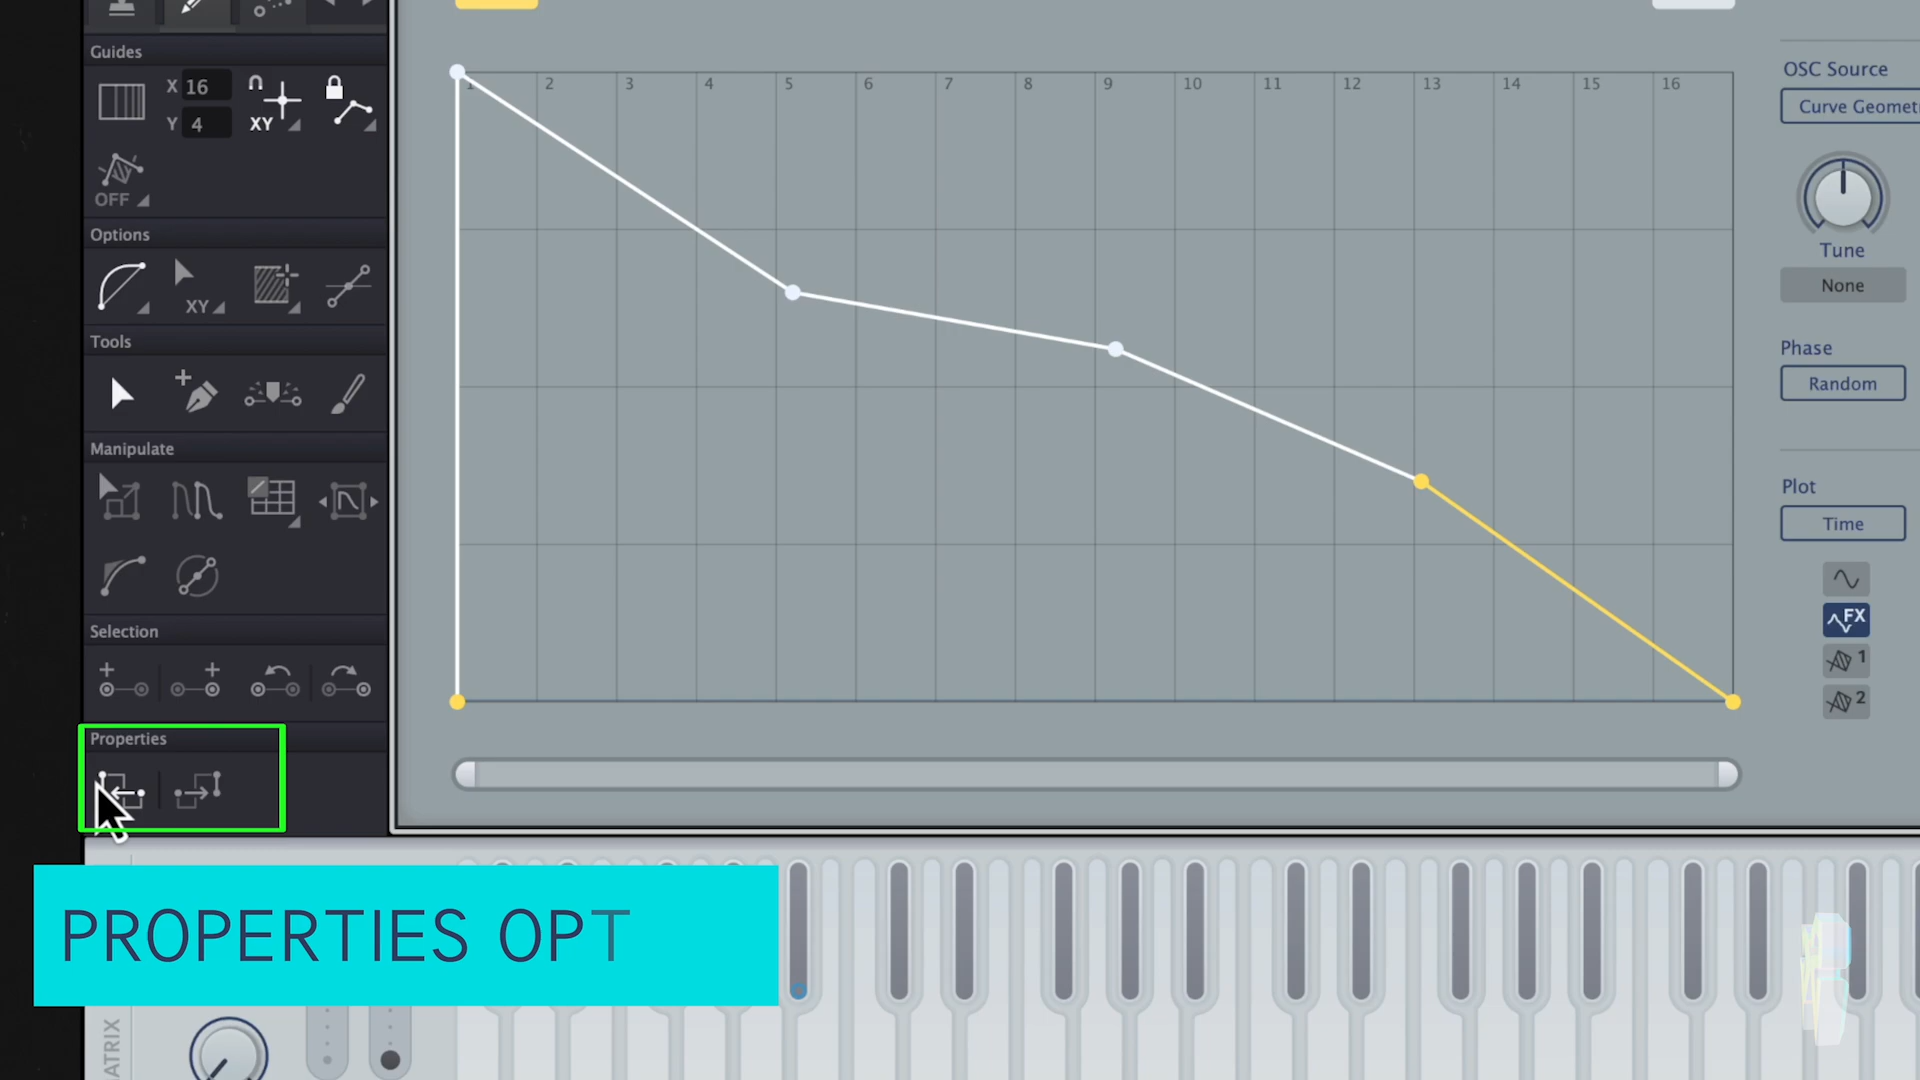 Guides
X 16
Y 4
XY
OFF
Options
XY
Tools
Manipulate
Selection
Properties
1 2 3 4 5 6 7 8 9 10 11 12 13 14 15 16
OSC Source
Curve Geomet
Tune
None
Phase
Random
Plot
Time
FX
1
2
PROPERTIES OPT
ATRIX